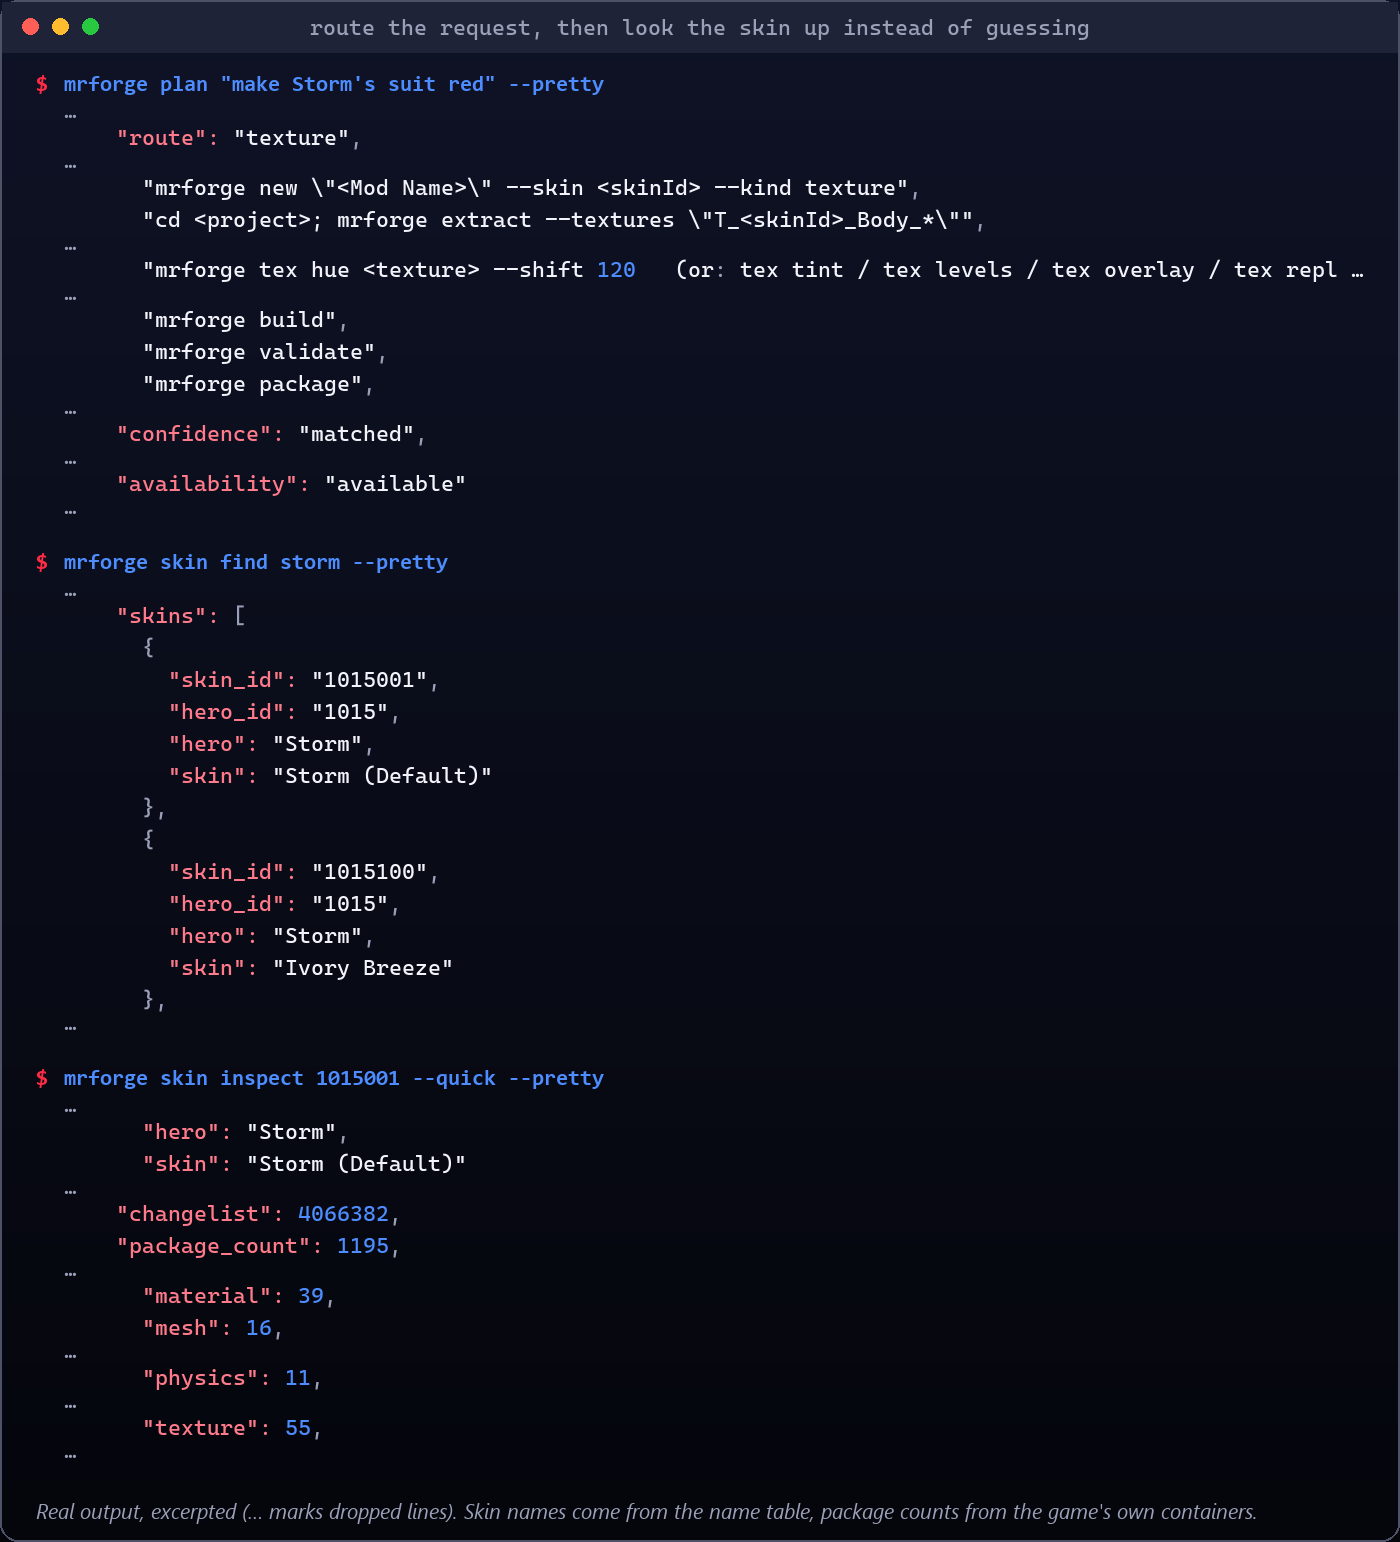 route the request, then look the skin up instead of guessing
$ mrforge plan "make Storm's suit red" --pretty
…
"route": "texture",
…
"mrforge new \"<Mod Name>\" --skin <skinId> --kind texture",
"cd <project>; mrforge extract --textures \"T_<skinId>_Body_*\"",
…
"mrforge tex hue <texture> --shift 120   (or: tex tint / tex levels / tex overlay / tex repl …
…
"mrforge build",
"mrforge validate",
"mrforge package",
…
"confidence": "matched",
…
"availability": "available"
…
$ mrforge skin find storm --pretty
…
"skins": [
{
"skin_id": "1015001",
"hero_id": "1015",
"hero": "Storm",
"skin": "Storm (Default)"
},
{
"skin_id": "1015100",
"hero_id": "1015",
"hero": "Storm",
"skin": "Ivory Breeze"
},
…
$ mrforge skin inspect 1015001 --quick --pretty
…
"hero": "Storm",
"skin": "Storm (Default)"
…
"changelist": 4066382,
"package_count": 1195,
…
"material": 39,
"mesh": 16,
…
"physics": 11,
…
"texture": 55,
…
Real output, excerpted (… marks dropped lines). Skin names come from the name table, package counts from the game's own containers.